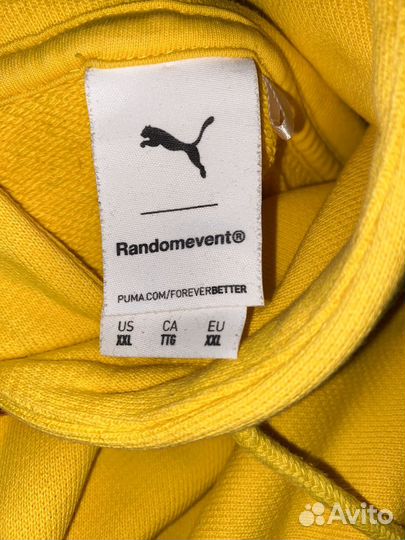 Randomevent®
PUMA.COM/FOREVERBETTER
US CA EU
XXL TTG XXL
Avito